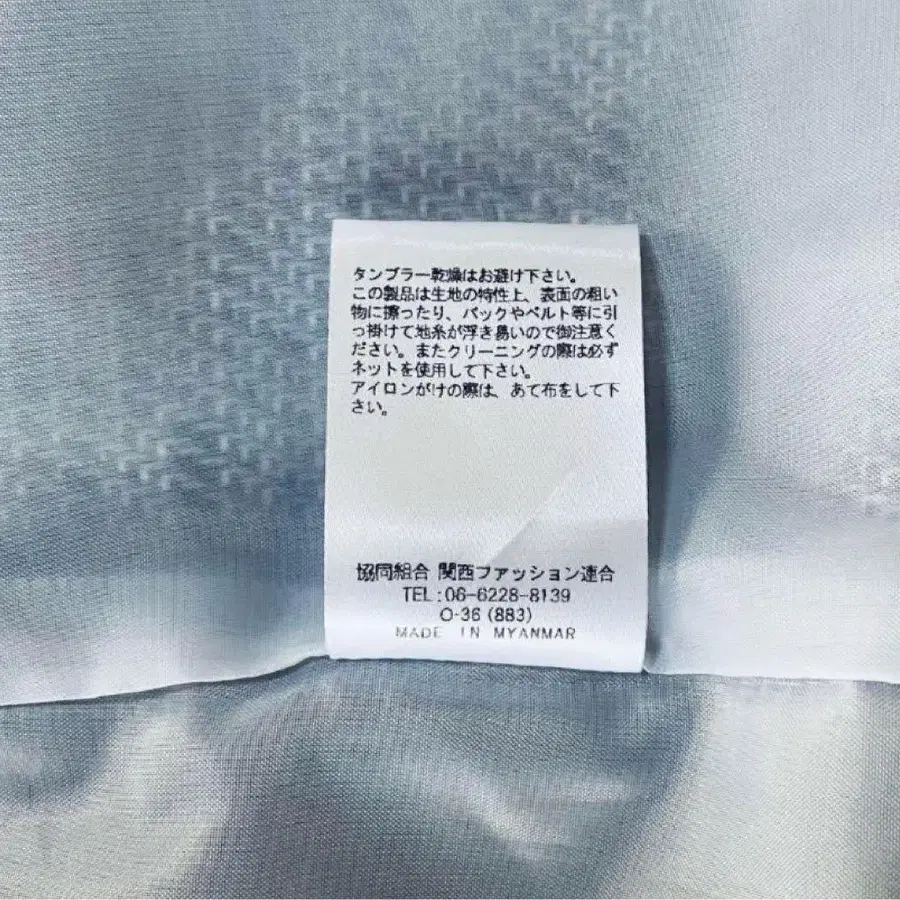 タンブラー乾燥はお避け下さい。
この製品は生地の特性上、表面の粗い
物に擦ったり、バックやベルト等に引
っ掛けて地糸が浮き易いので御注意く
ださい。またクリーニングの際は必ず
ネットを使用して下さい。
アイロンがけの際は、あて布をして下
さい。
協同組合 関西ファッション連合
TEL:06-6228-8139
O-36(883)
MADE IN MYANMAR